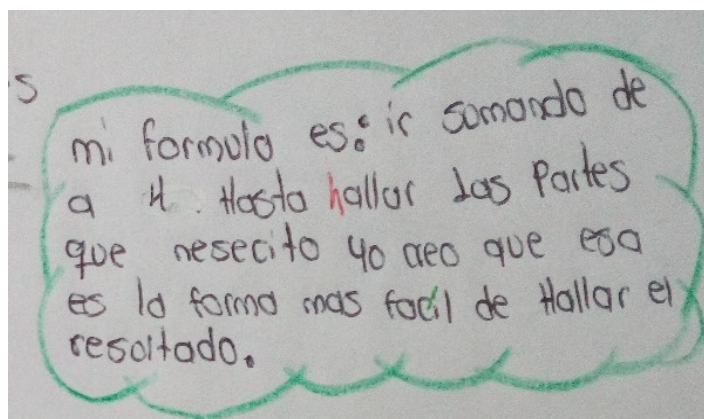 s
mi formula es: ir sumando de
a 4. Hasta hallar las partes
que nesecito yo creo que esa
es la forma mas facil de Hallar el
resoltado.